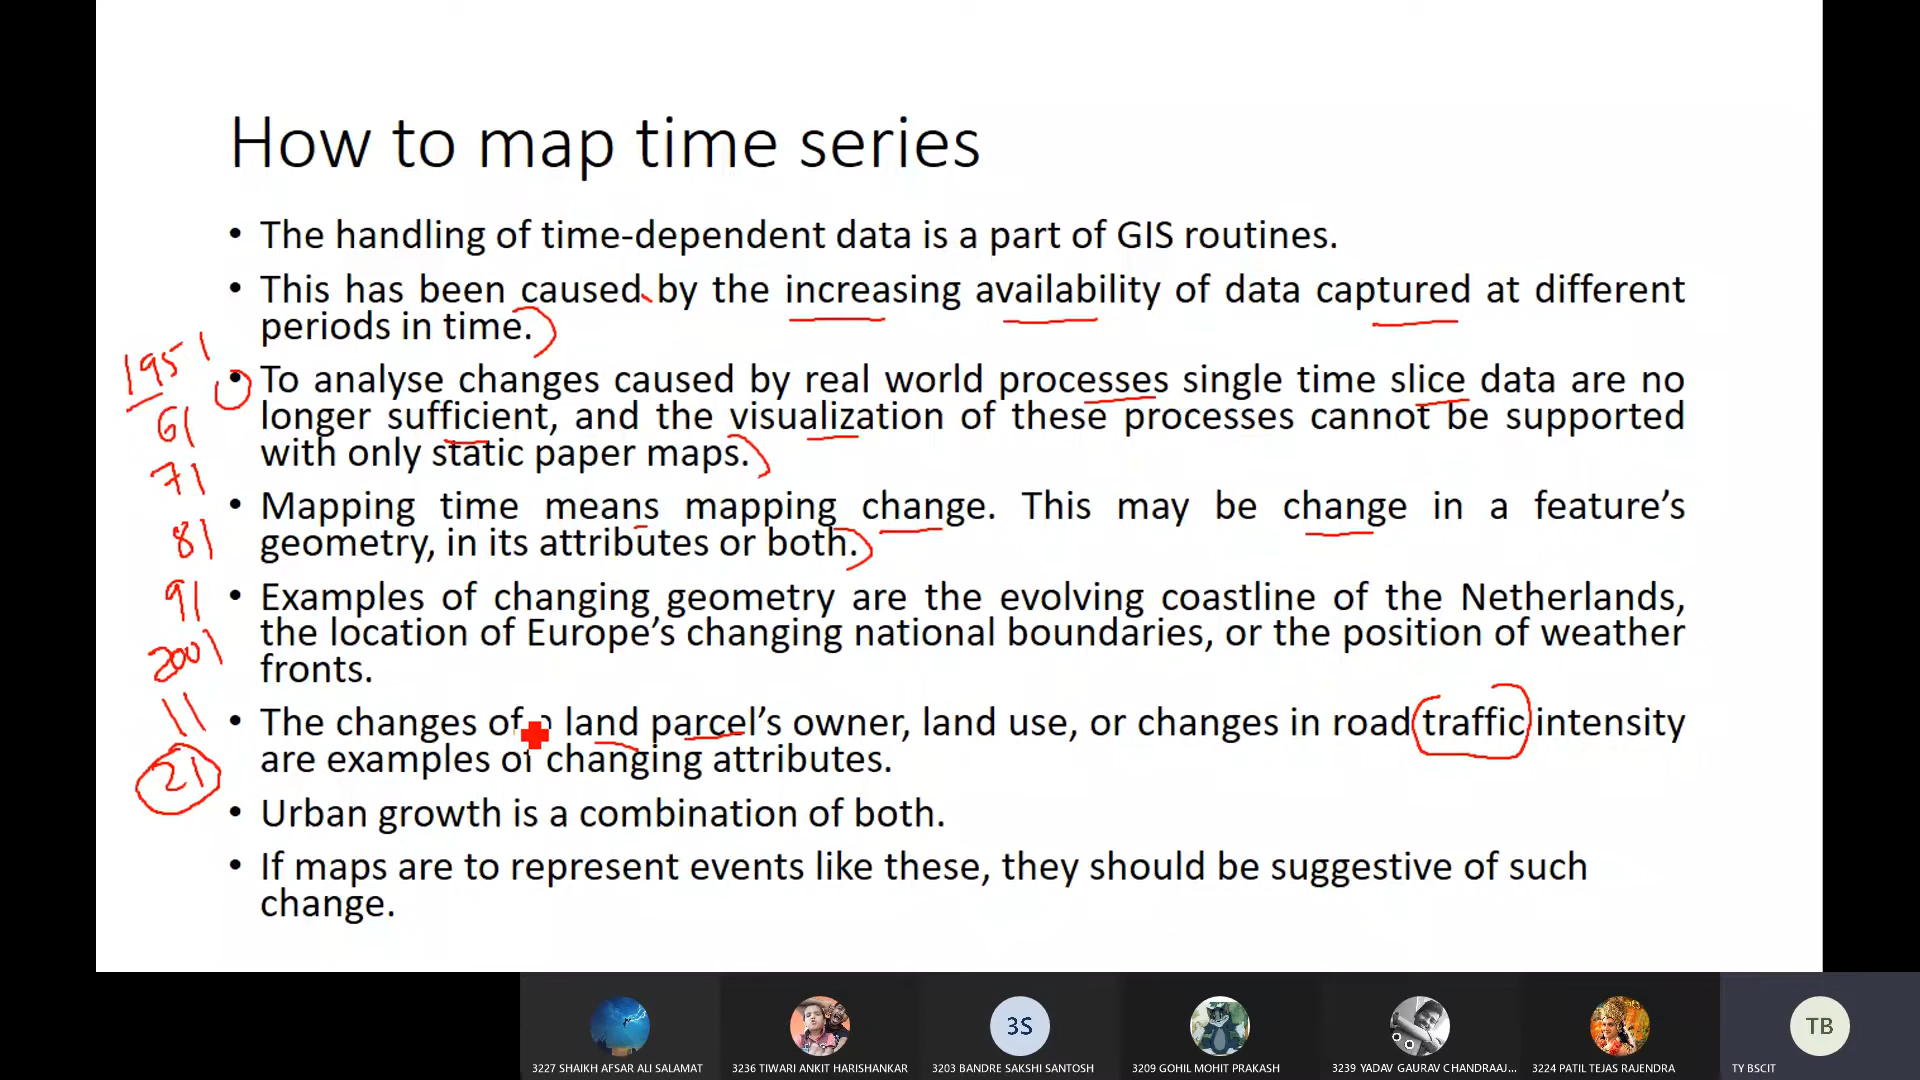 How to map time series
• The handling of time-dependent data is a part of GIS routines.
• This has been caused by the increasing availability of data captured at different
periods in time.
• To analyse changes caused by real world processes single time slice data are no
longer sufficient, and the visualization of these processes cannot be supported
with only static paper maps.
• Mapping time means mapping change. This may be change in a feature's
geometry, in its attributes or both.
• Examples of changing geometry are the evolving coastline of the Netherlands,
the location of Europe's changing national boundaries, or the position of weather
fronts.
• The changes of land parcel's owner, land use, or changes in road traffic intensity
are examples of changing attributes.
• Urban growth is a combination of both.
• If maps are to represent events like these, they should be suggestive of such
change.
1951
61
71
81
91
2001
11
21
3S
TB
3227 SHAIKH AFSAR ALI SALAMAT
3236 TIWARI ANKIT HARISHANKAR
3203 BANDRE SAKSHI SANTOSH
3209 GOHIL MOHIT PRAKASH
3239 YADAV GAURAV CHANDRAAJ...
3224 PATIL TEJAS RAJENDRA
TY BSCIT